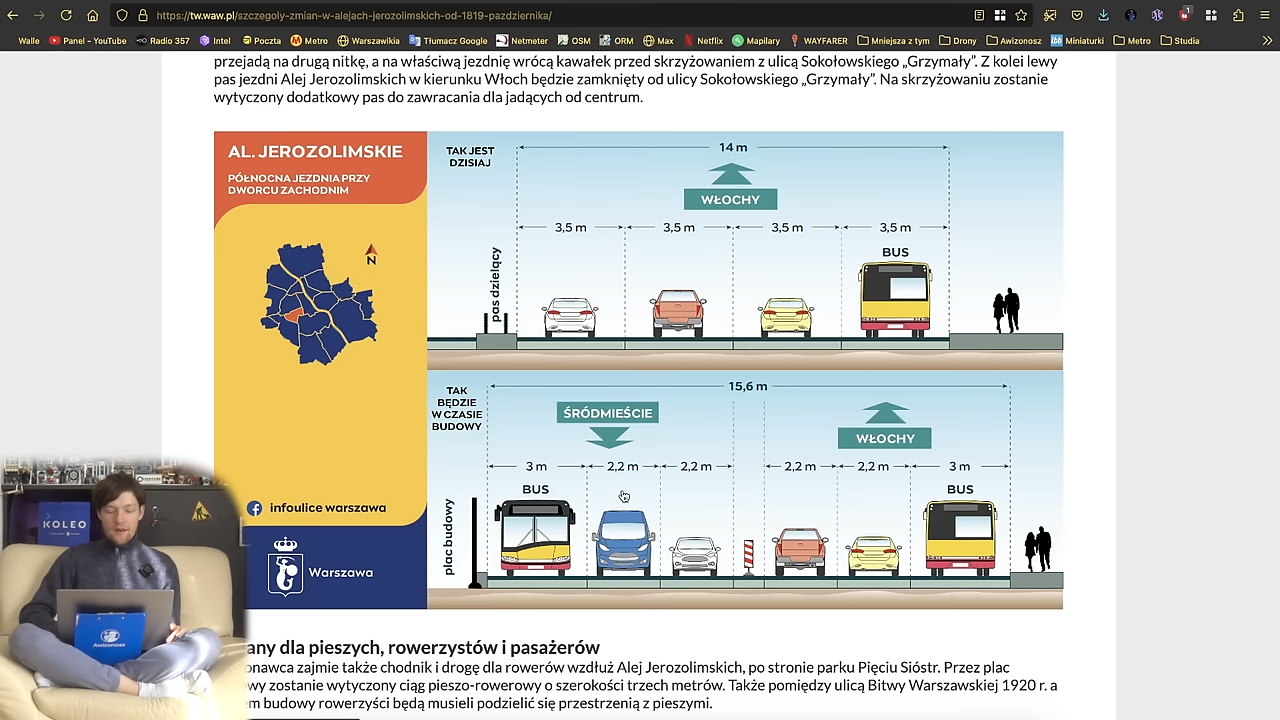 https://tw.waw.pl/szczegoly-zmian-w-alejach-jerozolimskich-od-1819-pazdziernika/
Walle Panel - YouTube Radio 357 Intel Poczta Metro Warszawikia Tłumacz Google Netmeter OSM ORM Max Netflix Mapilary WAYFARER Mniejsza z tym Drony Awizonosz Miniaturki Metro Studia
przejadą na drugą nitkę, a na właściwą jezdnię wrócą kawałek przed skrzyżowaniem z ulicą Sokołowskiego „Grzymały”. Z kolei lewy
pas jezdni Alej Jerozolimskich w kierunku Włoch będzie zamknięty od ulicy Sokołowskiego „Grzymały”. Na skrzyżowaniu zostanie
wytyczony dodatkowy pas do zawracania dla jadących od centrum.
AL. JEROZOLIMSKIE
PÓŁNOCNA JEZDNIA PRZY
DWORCU ZACHODNIM
N
infoulice warszawa
Warszawa
TAK JEST
DZISIAJ
14 m
WŁOCHY
3,5 m 3,5 m 3,5 m 3,5 m
BUS
pas dzielący
TAK
BĘDZIE
W CZASIE
BUDOWY
15,6 m
ŚRÓDMIEŚCIE
WŁOCHY
3 m 2,2 m 2,2 m 2,2 m 2,2 m 3 m
BUS BUS
plac budowy
KOLEO
Awizonosz
any dla pieszych, rowerzystów i pasażerów
onawca zajmie także chodnik i drogę dla rowerów wzdłuż Alej Jerozolimskich, po stronie parku Pięciu Sióstr. Przez plac
wy zostanie wytyczony ciąg pieszo-rowerowy o szerokości trzech metrów. Także pomiędzy ulicą Bitwy Warszawskiej 1920 r. a
em budowy rowerzyści będą musieli podzielić się przestrzenią z pieszymi.